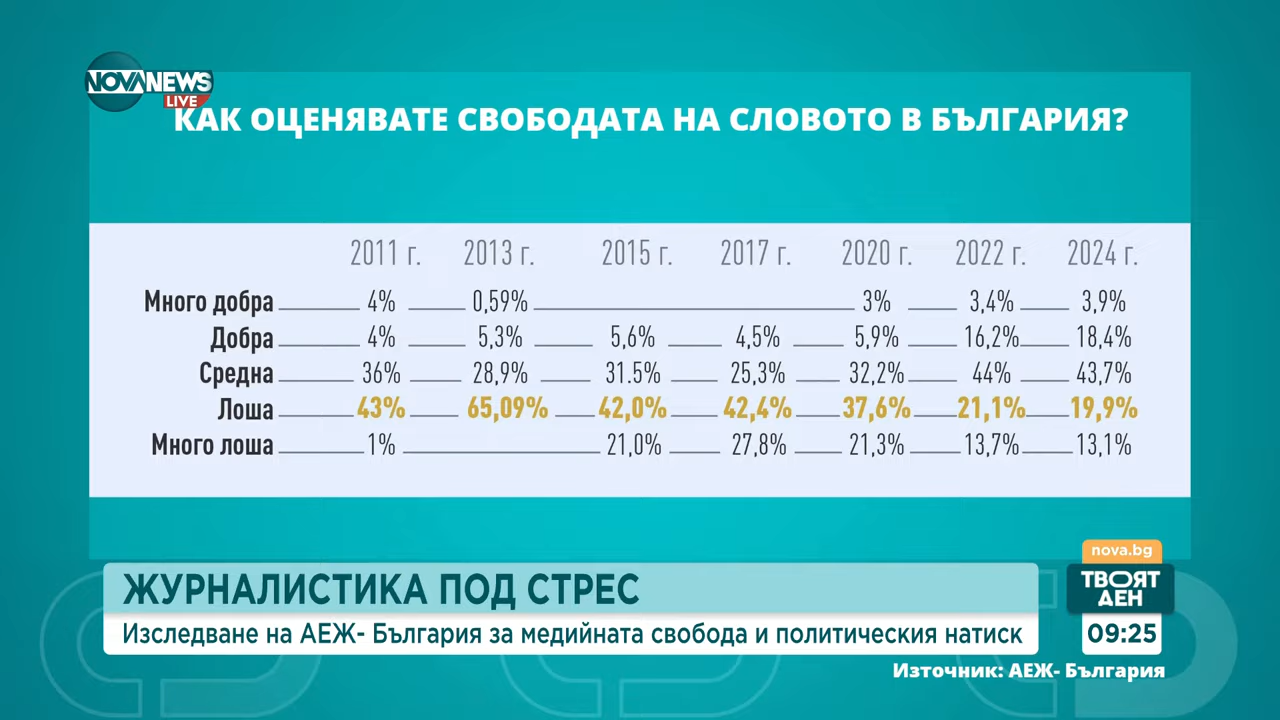 NOVANEWS
LIVE
КАК ОЦЕНЯВАТЕ СВОБОДАТА НА СЛОВОТО В БЪЛГАРИЯ?
2011 г. 2013 г. 2015 г. 2017 г. 2020 г. 2022 г. 2024 г.
Много добра 4% 0,59% 3% 3,4% 3,9%
Добра 4% 5,3% 5,6% 4,5% 5,9% 16,2% 18,4%
Средна 36% 28,9% 31.5% 25,3% 32,2% 44% 43,7%
Лоша 43% 65,09% 42,0% 42,4% 37,6% 21,1% 19,9%
Много лоша 1% 21,0% 27,8% 21,3% 13,7% 13,1%
ЖУРНАЛИСТИКА ПОД СТРЕС
Изследване на АЕЖ- България за медийната свобода и политическия натиск
nova.bg
ТВОЯТ
ДЕН
09:25
Източник: АЕЖ- България